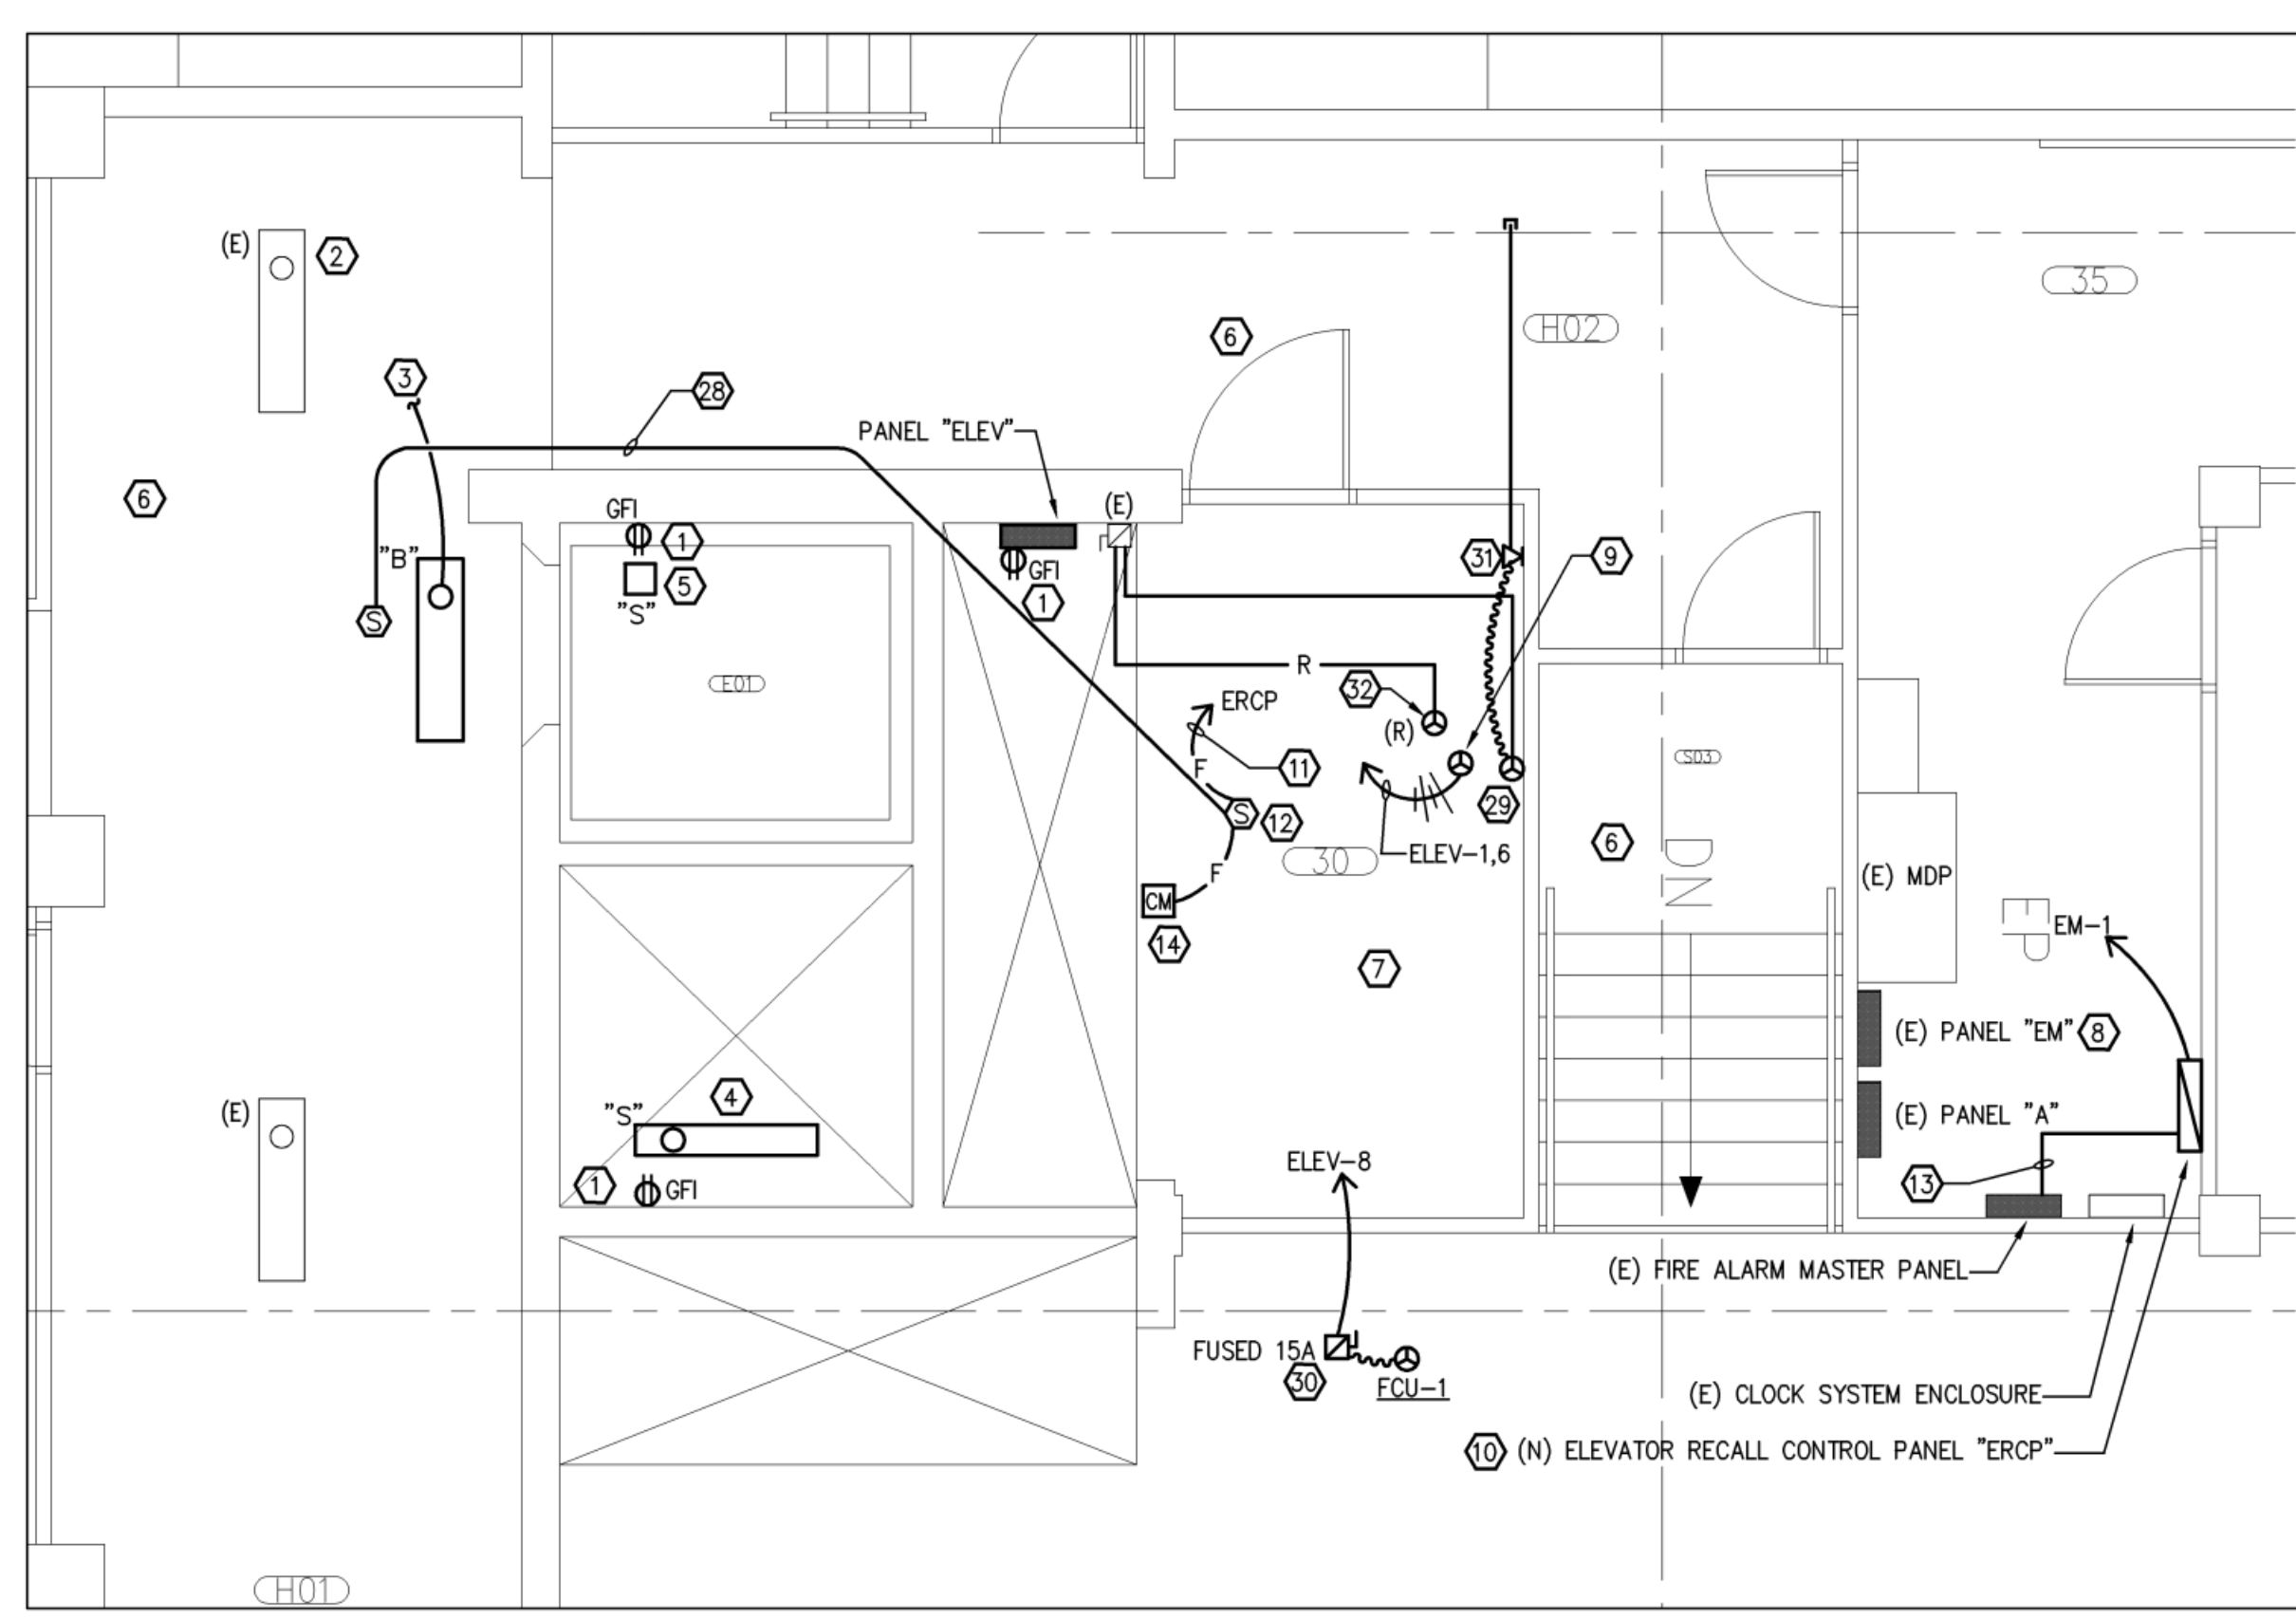 (E)
2
35
H02
6
3
28
PANEL "ELEV"
6
GFI
1
(E)
"B"
5
"S"
GFI
1
31
9
S
E01
R
32
(R)
ERCP
F
11
S
12
29
SD3
ELEV-1,6
30
6
DN
(E) MDP
F
CM
14
7
EP
EM-1
(E) PANEL "EM" 8
4
"S"
(E)
(E) PANEL "A"
1
GFI
ELEV-8
13
(E) FIRE ALARM MASTER PANEL
FUSED 15A
30
FCU-1
(E) CLOCK SYSTEM ENCLOSURE
10 (N) ELEVATOR RECALL CONTROL PANEL "ERCP"
H01